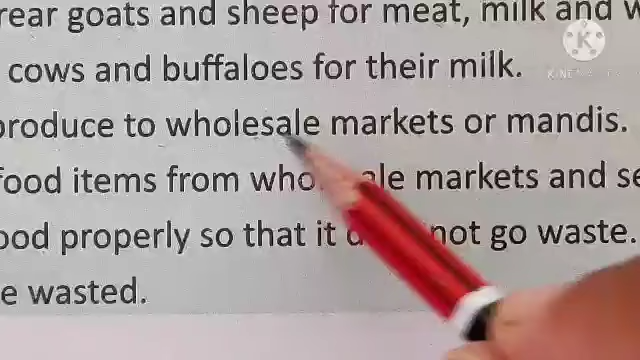 rear goats and sheep for meat, milk and
cows and buffaloes for their milk.
produce to wholesale markets or mandis.
food items from markets and
properly so that it not go waste.
wasted.